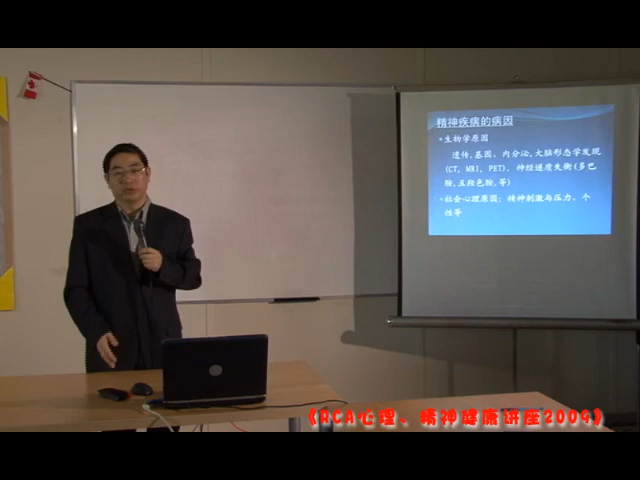 精神疾病的病因
•生物学原因
遗传,基因、内分泌,大脑形态学发现
(CT, MRI, PET)、神经递质失衡(多巴
胺,五羟色胺,等)
•社会心理原因：精神刺激与压力、个
性等
《RCA心理、精神健康讲座2009》